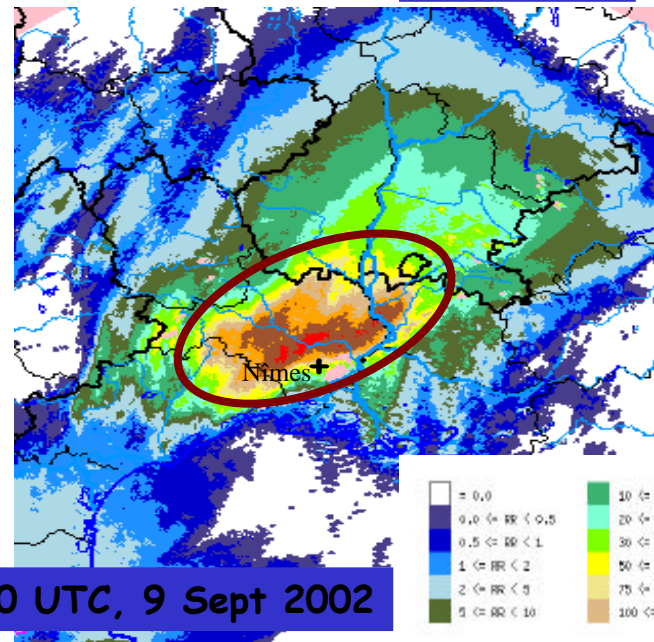 Nîmes
= 0.0
0.0 <= RR < 0.5
0.5 <= RR < 1
1 <= RR < 2
2 <= RR < 5
5 <= RR < 10
10 <=
20 <=
30 <=
50 <=
75 <=
100 <=
0 UTC, 9 Sept 2002